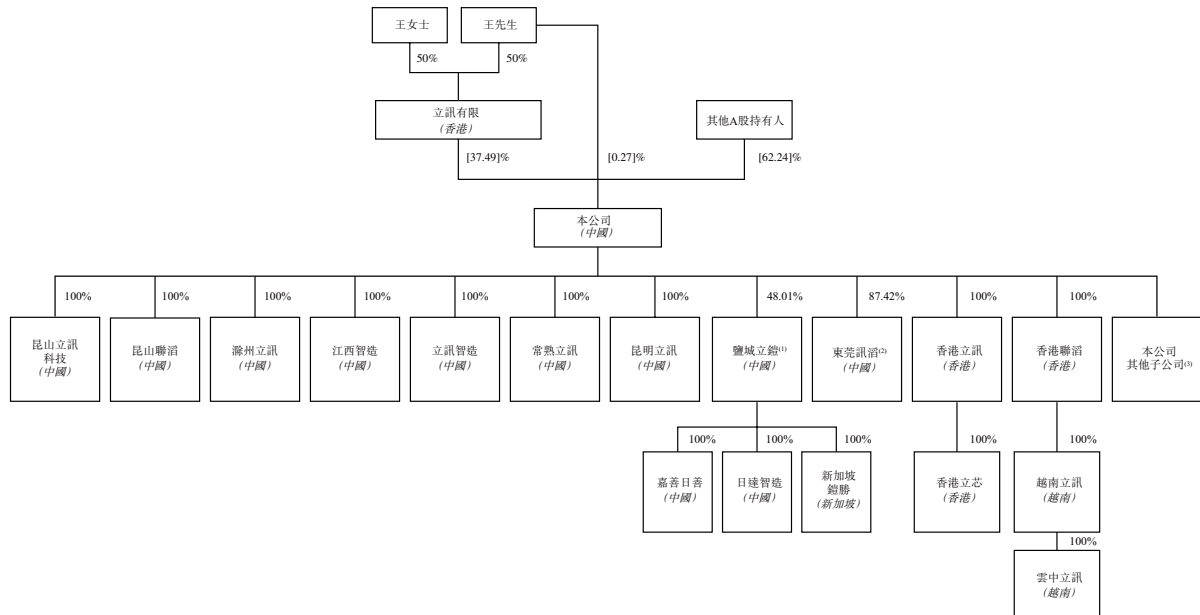 王女士
王先生
50%
50%
立訊有限
(香港)
其他A股持有人
[37.49]%
[0.27]%
[62.24]%
本公司
(中國)
100%
100%
100%
100%
100%
100%
100%
48.01%
87.42%
100%
100%
昆山立訊
科技
(中國)
昆山聯滔
(中國)
滁州立訊
(中國)
江西智造
(中國)
立訊智造
(中國)
常熟立訊
(中國)
昆明立訊
(中國)
鹽城立鎧(1)
(中國)
東莞訊滔(2)
(中國)
香港立訊
(香港)
香港聯滔
(香港)
本公司
其他子公司(3)
100%
100%
100%
100%
100%
嘉善日善
(中國)
日達智造
(中國)
新加坡
鎧勝
(新加坡)
香港立芯
(香港)
越南立訊
(越南)
100%
雲中立訊
(越南)